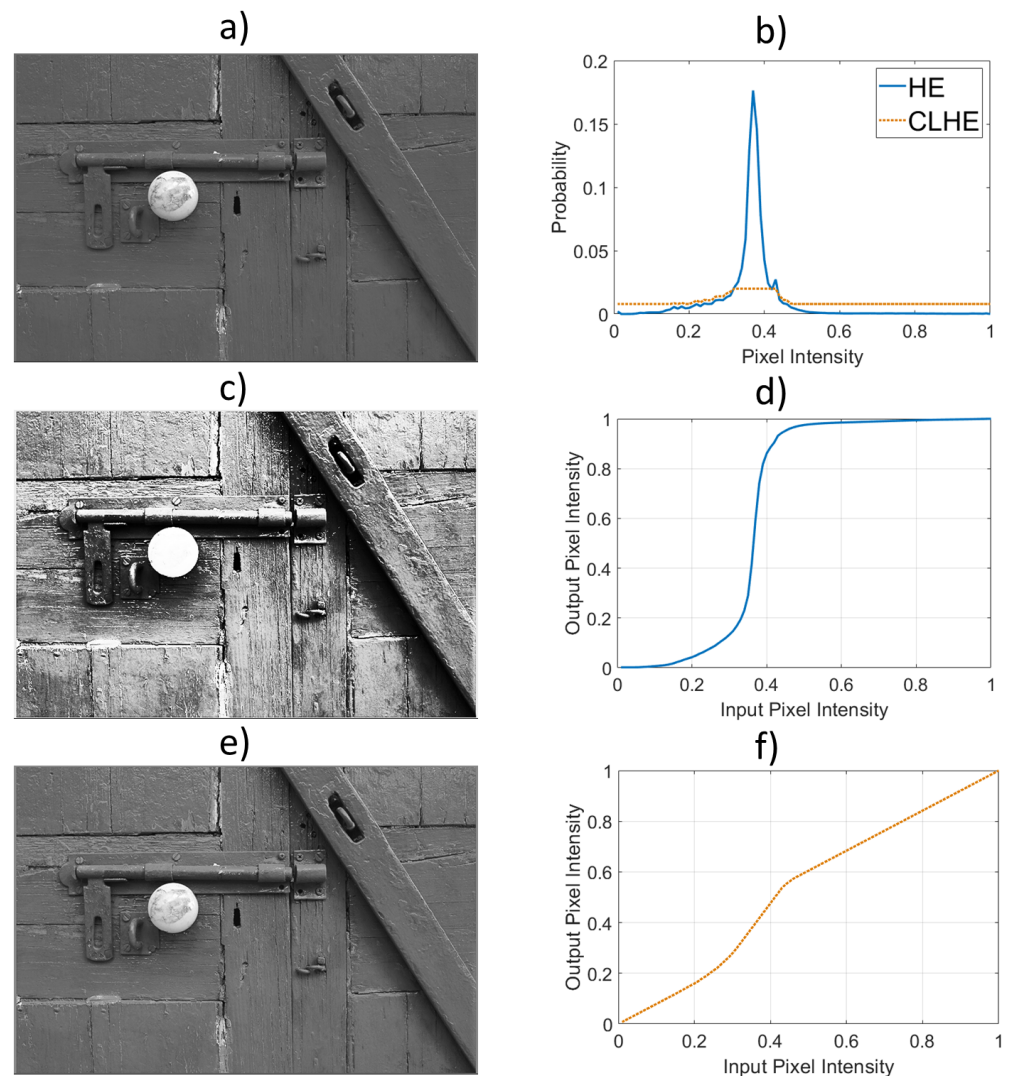 a)
b)
0.2
0.15
0.1
0.05
0
Probability
HE
CLHE
0.2 0.4 0.6 0.8 1
Pixel Intensity
c)
d)
1
0.8
0.6
0.4
0.2
0
Output Pixel Intensity
0 0.2 0.4 0.6 0.8 1
Input Pixel Intensity
e)
f)
1
0.8
0.6
0.4
0.2
0
Output Pixel Intensity
0 0.2 0.4 0.6 0.8 1
Input Pixel Intensity